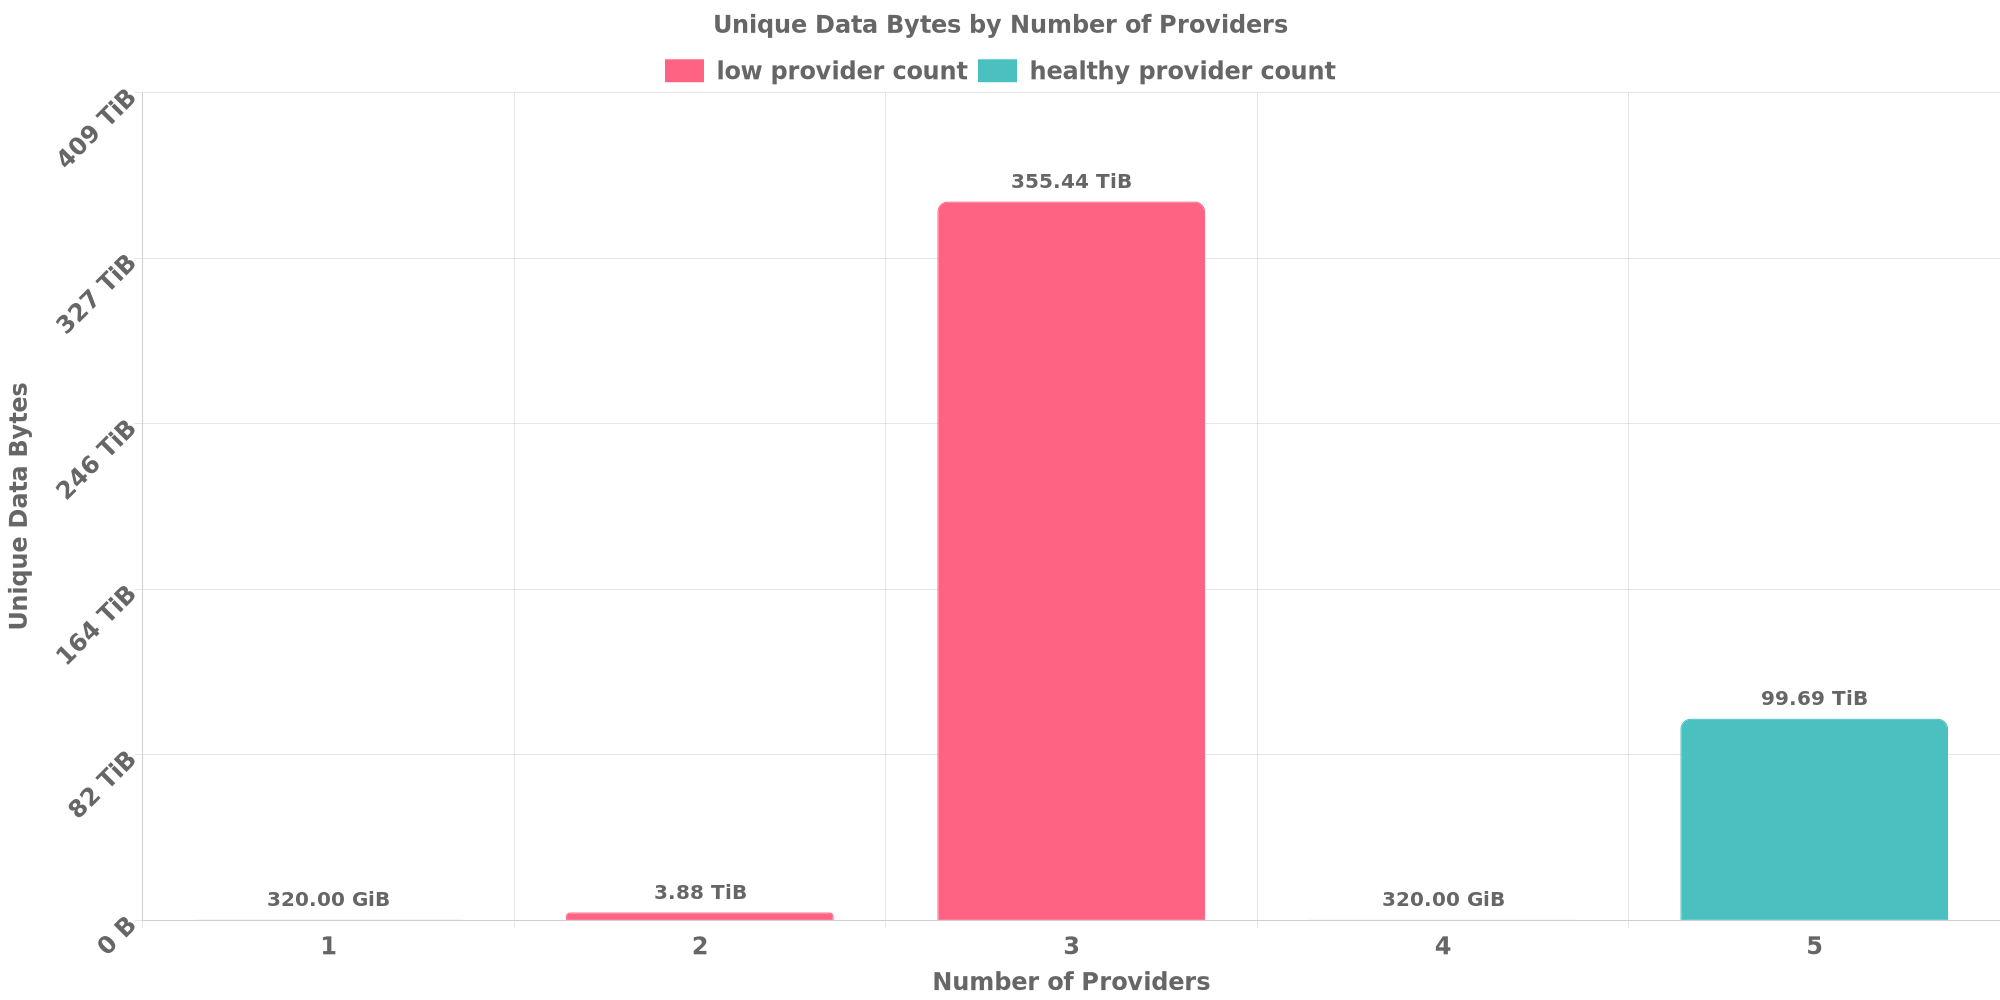 Unique Data Bytes by Number of Providers
low provider count healthy provider count
409 TiB
327 TiB
246 TiB
164 TiB
82 TiB
0 B
Unique Data Bytes
320.00 GiB
3.88 TiB
355.44 TiB
320.00 GiB
99.69 TiB
1 2 3 4 5
Number of Providers